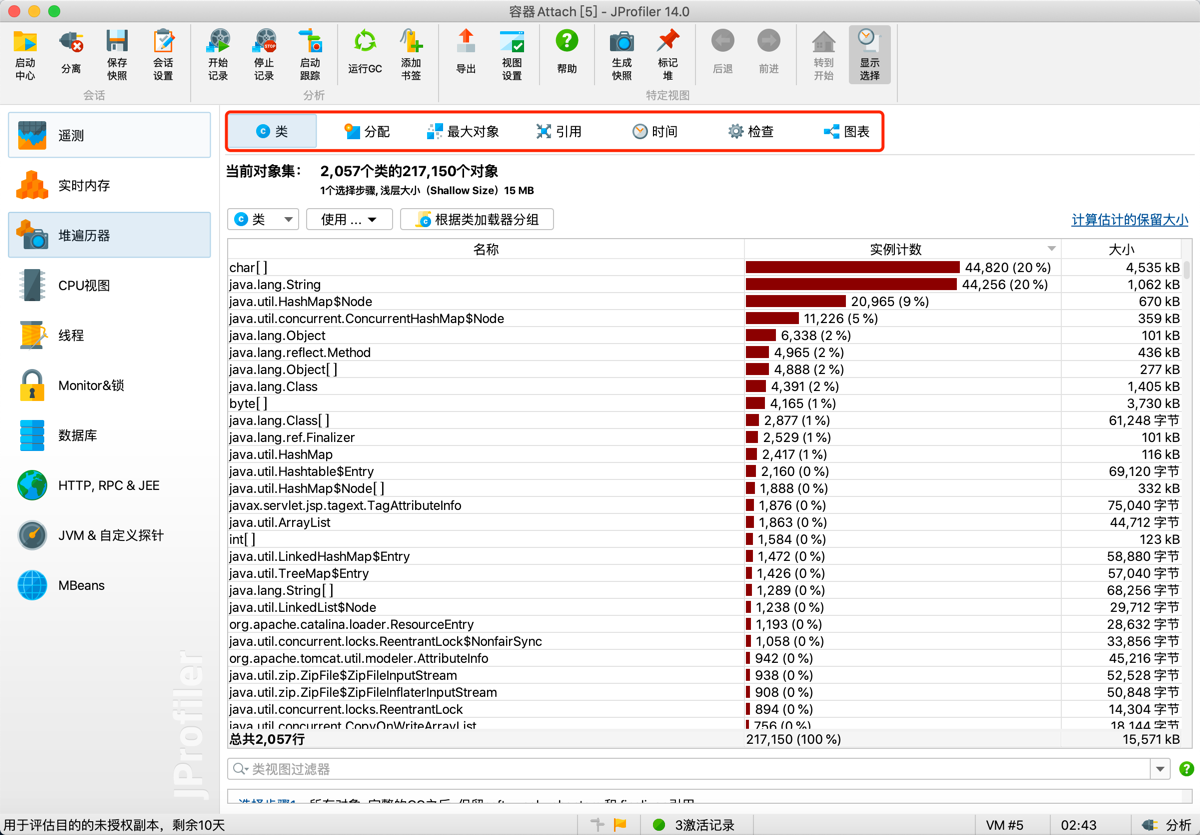 容器Attach [5] - JProfiler 14.0
启动中心 分离 保存快照 会话设置 开始记录 停止记录 启动跟踪 运行GC 添加书签 导出 视图设置 帮助 生成快照 标记堆 后退 前进 转到开始 显示选择
会话 分析 特定视图
遥测
实时内存
堆遍历器
CPU视图
线程
Monitor&锁
数据库
HTTP, RPC & JEE
JVM & 自定义探针
MBeans
JProfiler
类 分配 最大对象 引用 时间 检查 图表
当前对象集: 2,057个类的217,150个对象
1个选择步骤, 浅层大小（Shallow Size）15 MB
类 使用 ... 根据类加载器分组 计算估计的保留大小
名称 实例计数 大小
char[ ] 44,820 (20 %) 4,535 kB
java.lang.String 44,256 (20 %) 1,062 kB
java.util.HashMap$Node 20,965 (9 %) 670 kB
java.util.concurrent.ConcurrentHashMap$Node 11,226 (5 %) 359 kB
java.lang.Object 6,338 (2 %) 101 kB
java.lang.reflect.Method 4,965 (2 %) 436 kB
java.lang.Object[ ] 4,888 (2 %) 277 kB
java.lang.Class 4,391 (2 %) 1,405 kB
byte[ ] 4,165 (1 %) 3,730 kB
java.lang.Class[ ] 2,877 (1 %) 61,248 字节
java.lang.ref.Finalizer 2,529 (1 %) 101 kB
java.util.HashMap 2,417 (1 %) 116 kB
java.util.Hashtable$Entry 2,160 (0 %) 69,120 字节
java.util.HashMap$Node[ ] 1,888 (0 %) 332 kB
javax.servlet.jsp.tagext.TagAttributeInfo 1,876 (0 %) 75,040 字节
java.util.ArrayList 1,863 (0 %) 44,712 字节
int[ ] 1,584 (0 %) 123 kB
java.util.LinkedHashMap$Entry 1,472 (0 %) 58,880 字节
java.util.TreeMap$Entry 1,426 (0 %) 57,040 字节
java.lang.String[ ] 1,289 (0 %) 68,256 字节
java.util.LinkedList$Node 1,238 (0 %) 29,712 字节
org.apache.catalina.loader.ResourceEntry 1,193 (0 %) 28,632 字节
java.util.concurrent.locks.ReentrantLock$NonfairSync 1,058 (0 %) 33,856 字节
org.apache.tomcat.util.modeler.AttributeInfo 942 (0 %) 45,216 字节
java.util.zip.ZipFile$ZipFileInputStream 938 (0 %) 52,528 字节
java.util.zip.ZipFile$ZipFileInflaterInputStream 908 (0 %) 50,848 字节
java.util.concurrent.locks.ReentrantLock 894 (0 %) 14,304 字节
java.util.concurrent.CopyOnWriteArrayList 756 (0 %) 18,144 字节
总共2,057行 217,150 (100 %) 15,571 kB
类视图过滤器
选择步骤1 所有对象
用于评估目的的未授权副本，剩余10天 3激活记录 VM #5 02:43 分析